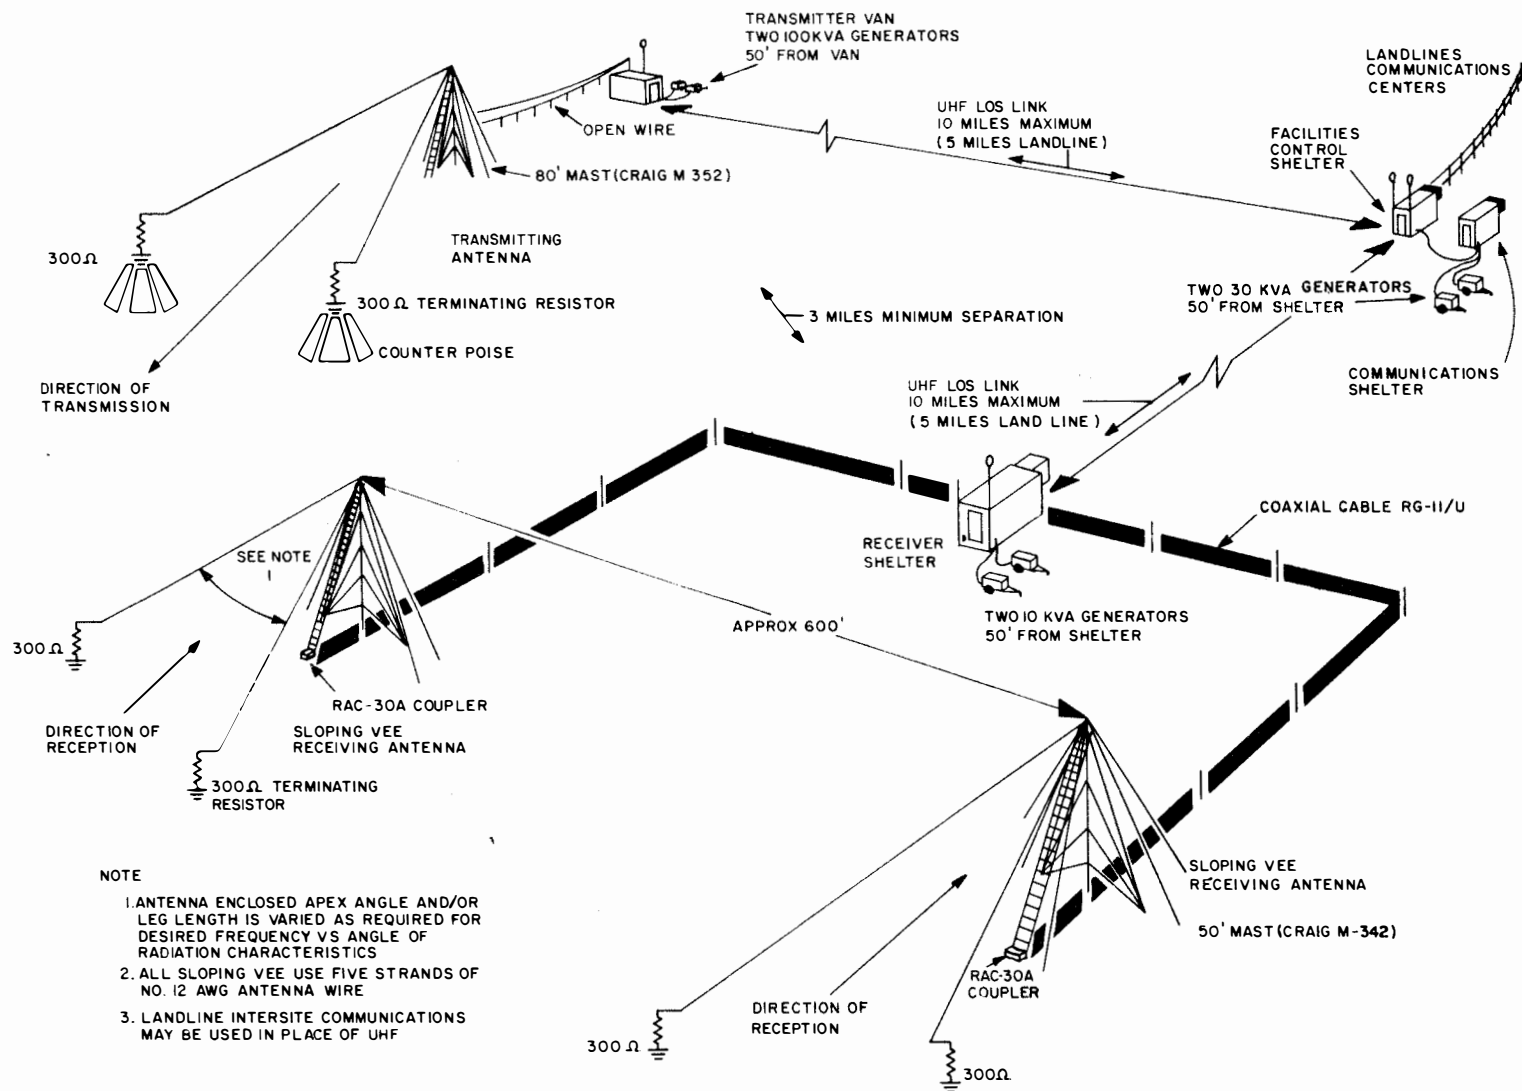 TRANSMITTER VAN
TWO 100KVA GENERATORS
50' FROM VAN
LANDLINES
COMMUNICATIONS
CENTERS
OPEN WIRE
UHF LOS LINK
10 MILES MAXIMUM
(5 MILES LANDLINE)
FACILITIES
CONTROL
SHELTER
80' MAST (CRAIG M 352)
TRANSMITTING
ANTENNA
300Ω
300 Ω TERMINATING RESISTOR
COUNTER POISE
3 MILES MINIMUM SEPARATION
TWO 30 KVA GENERATORS
50' FROM SHELTER
DIRECTION OF
TRANSMISSION
UHF LOS LINK
10 MILES MAXIMUM
(5 MILES LAND LINE)
COMMUNICATIONS
SHELTER
COAXIAL CABLE RG-11/U
SEE NOTE
1
RECEIVER
SHELTER
TWO 10 KVA GENERATORS
50' FROM SHELTER
APPROX 600'
300Ω
RAC-30A COUPLER
DIRECTION OF
RECEPTION
SLOPING VEE
RECEIVING ANTENNA
300Ω TERMINATING
RESISTOR
SLOPING VEE
RECEIVING ANTENNA
50' MAST (CRAIG M-342)
RAC-30A
COUPLER
DIRECTION OF
RECEPTION
300Ω
300Ω
NOTE
1. ANTENNA ENCLOSED APEX ANGLE AND/OR
LEG LENGTH IS VARIED AS REQUIRED FOR
DESIRED FREQUENCY VS ANGLE OF
RADIATION CHARACTERISTICS
2. ALL SLOPING VEE USE FIVE STRANDS OF
NO. 12 AWG ANTENNA WIRE
3. LANDLINE INTERSITE COMMUNICATIONS
MAY BE USED IN PLACE OF UHF